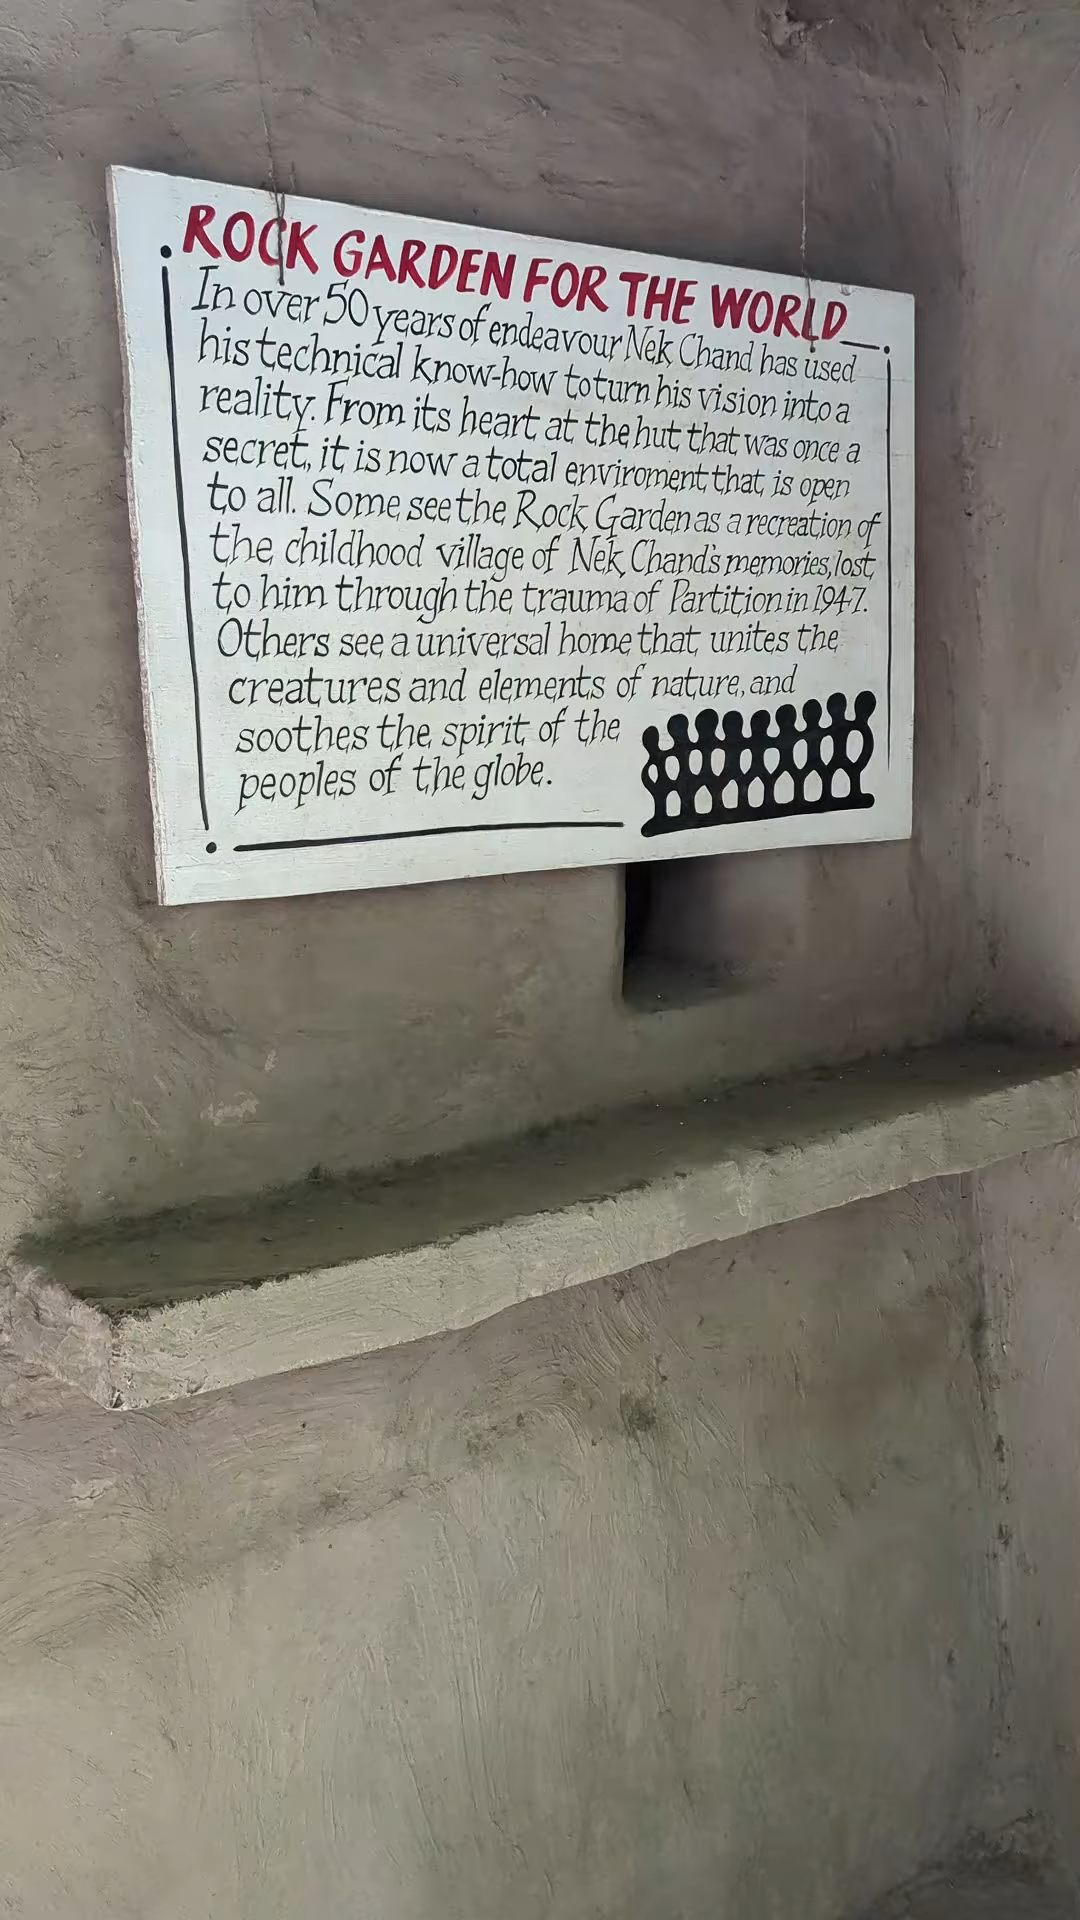 ROCK GARDEN FOR THE WORLD
In over 50 years of endeavour Nek Chand has used
his technical know-how to turn his vision into a
reality. From its heart at the hut that was once a
secret, it is now a total enviroment that is open
to all. Some see the Rock Garden as a recreation of
the childhood village of Nek Chand's memories, lost
to him through the trauma of Partition in 1947.
Others see a universal home that unites the
creatures and elements of nature, and
soothes the spirit of the
peoples of the globe.